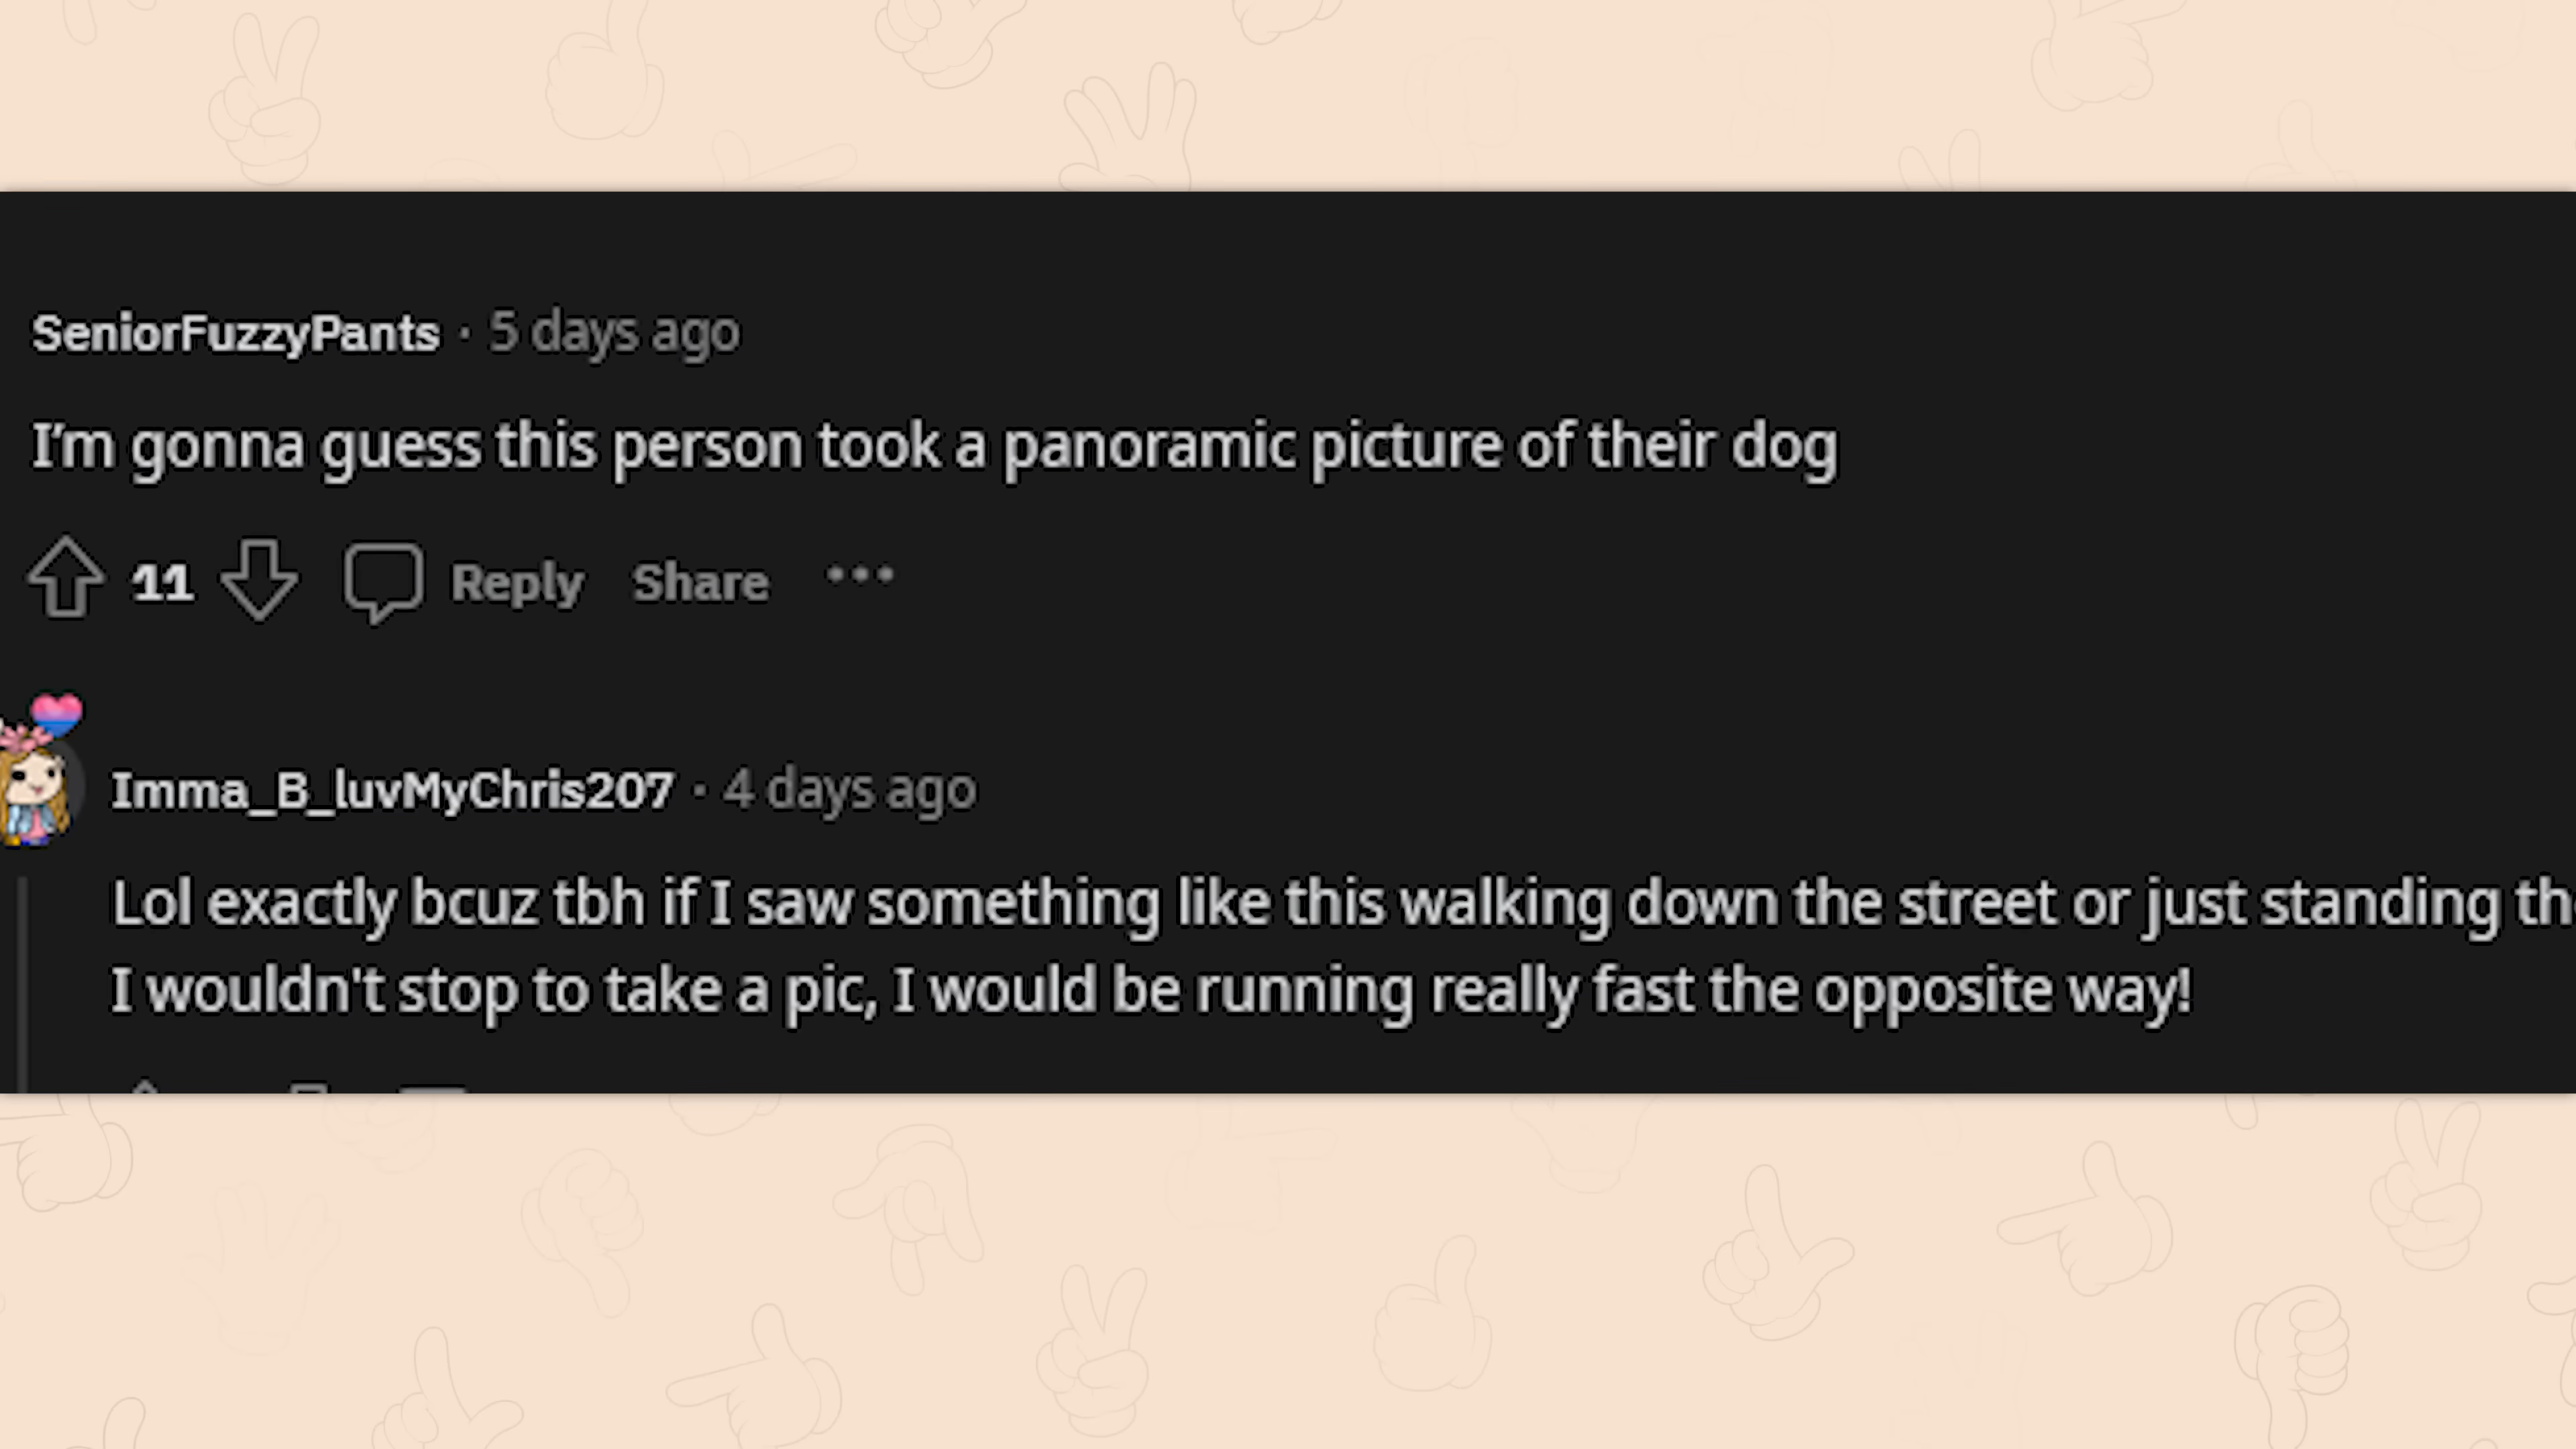 SeniorFuzzyPants · 5 days ago
I'm gonna guess this person took a panoramic picture of their dog
11 Reply Share ···
Imma_B_luvMyChris207 · 4 days ago
Lol exactly bcuz tbh if I saw something like this walking down the street or just standing
I wouldn't stop to take a pic, I would be running really fast the opposite way!